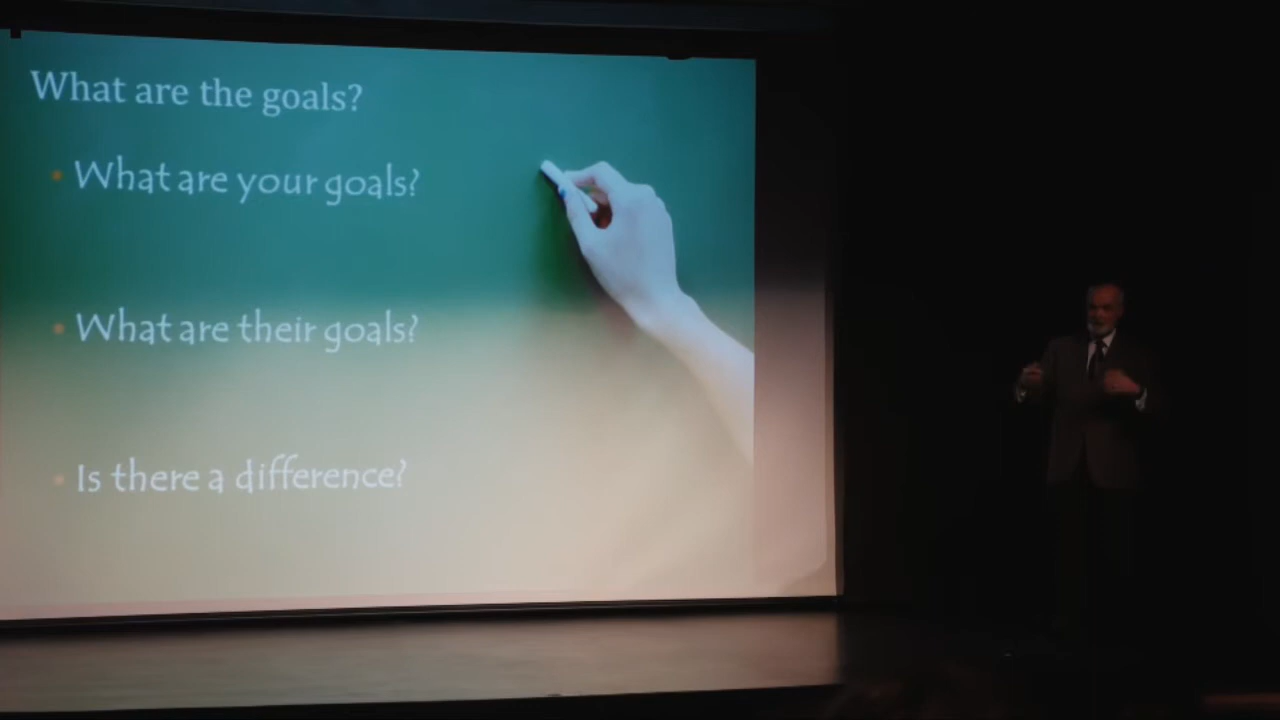 What are the goals?
• What are your goals?
• What are their goals?
• Is there a difference?